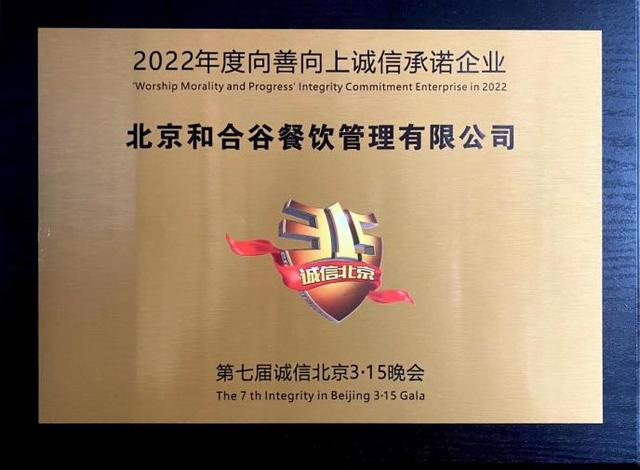 2022年度向善向上诚信承诺企业
'Worship Morality and Progress' Integrity Commitment Enterprise in 2022
北京和合谷餐饮管理有限公司
315
诚信北京
第七届诚信北京3·15晚会
The 7 th Integrity in Beijing 3·15 Gala